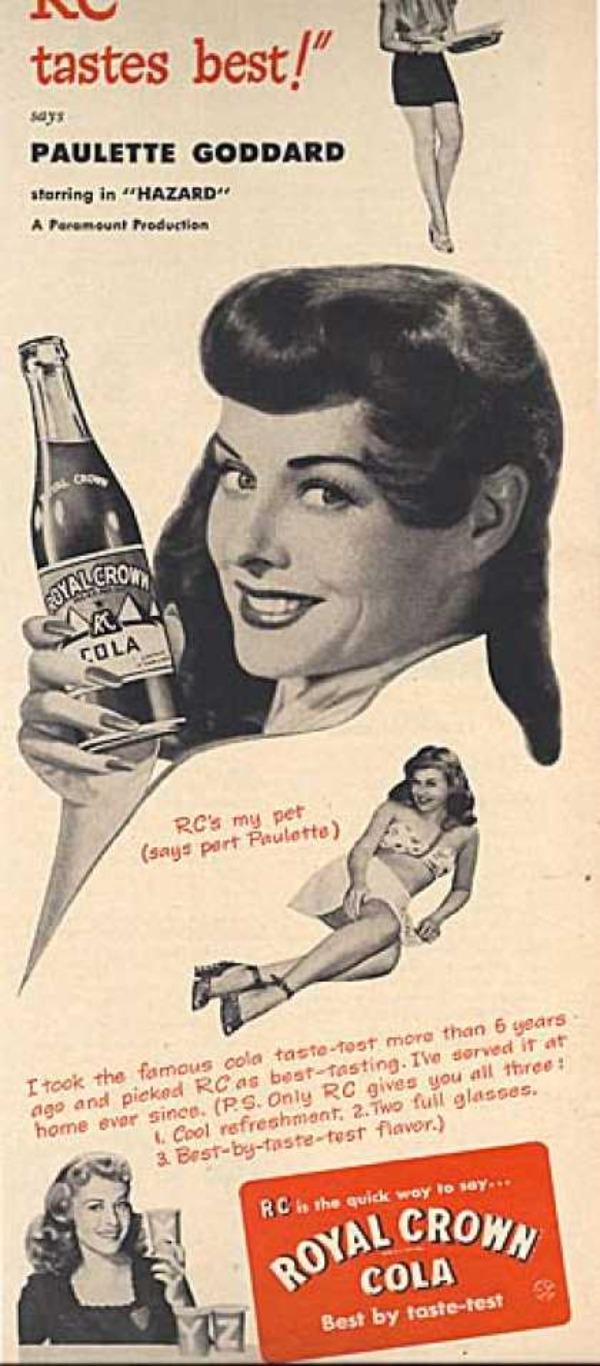 RC
tastes best!"
says
PAULETTE GODDARD
starring in "HAZARD"
A Paramount Production
ROYAL CROWN
ROYAL CROWN
RC
COLA
RC's my pet
(says pert Paulette)
I took the famous cola taste-test more than 6 years
ago and picked RC as best-tasting. I've served it at
home ever since. (P.S. Only RC gives you all three:
1. Cool refreshment. 2. Two full glasses.
3. Best-by-taste-test flavor.)
Y Z
RC is the quick way to say...
ROYAL CROWN
COLA
Best by taste-test